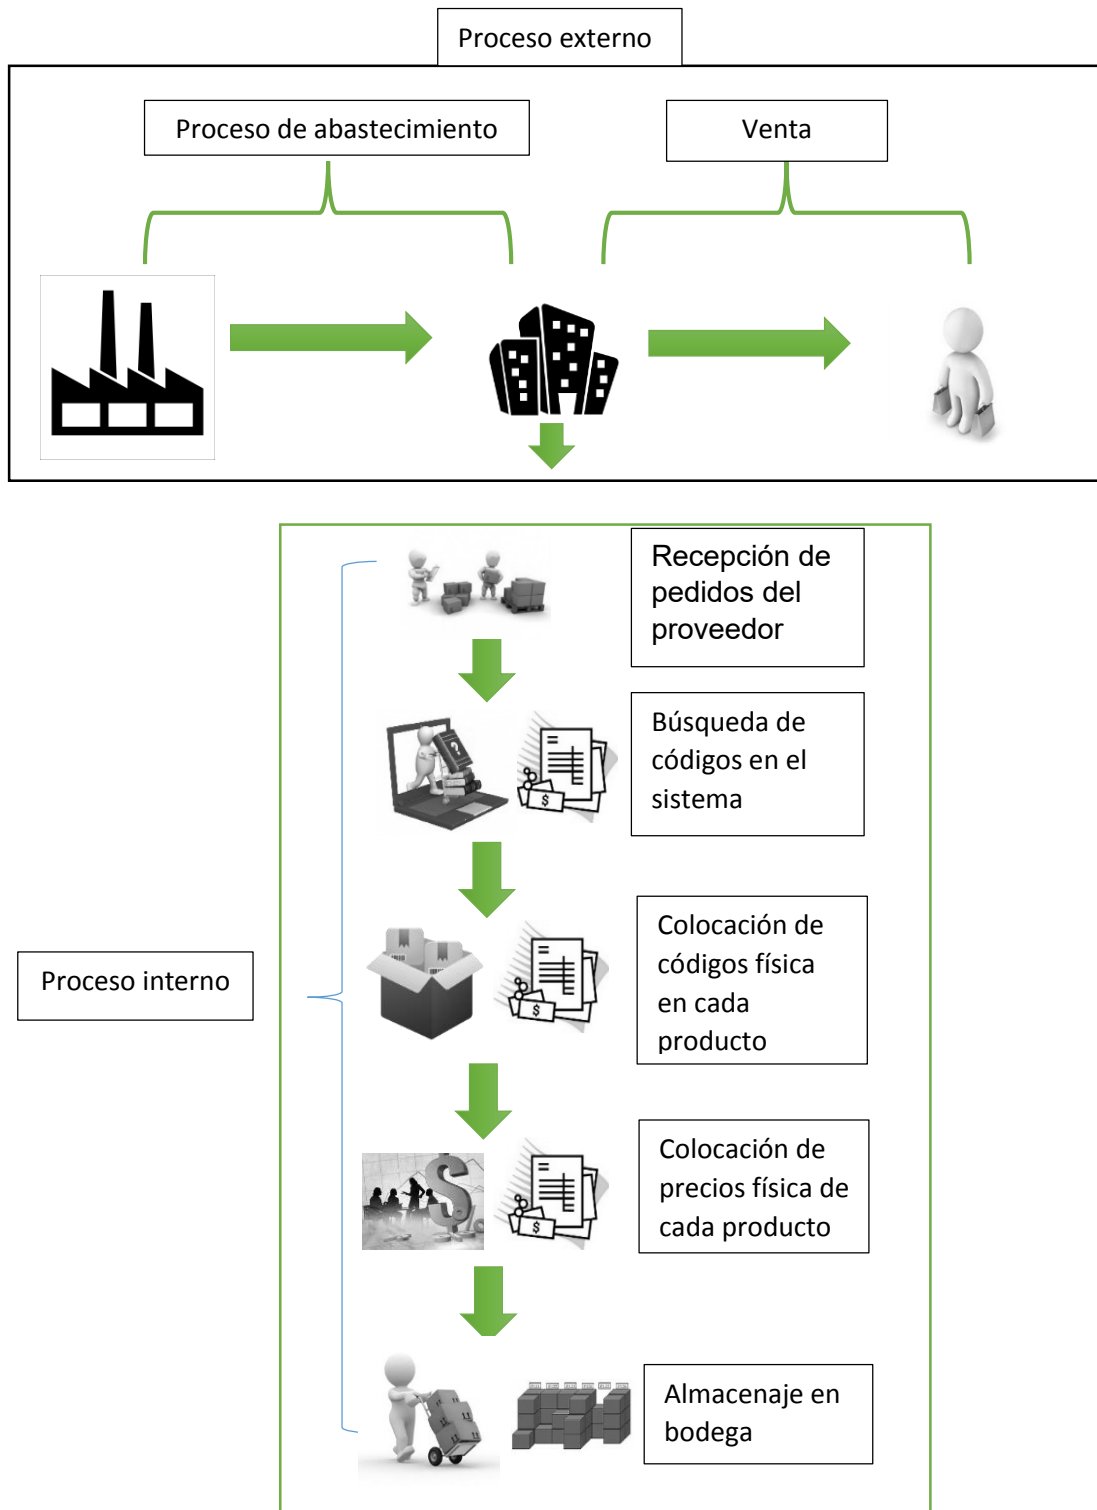 Proceso externo
Proceso de abastecimiento
Venta
Recepción de
pedidos del
proveedor
Búsqueda de
códigos en el
sistema
Proceso interno
Colocación de
códigos física
en cada
producto
Colocación de
precios física de
cada producto
Almacenaje en
bodega